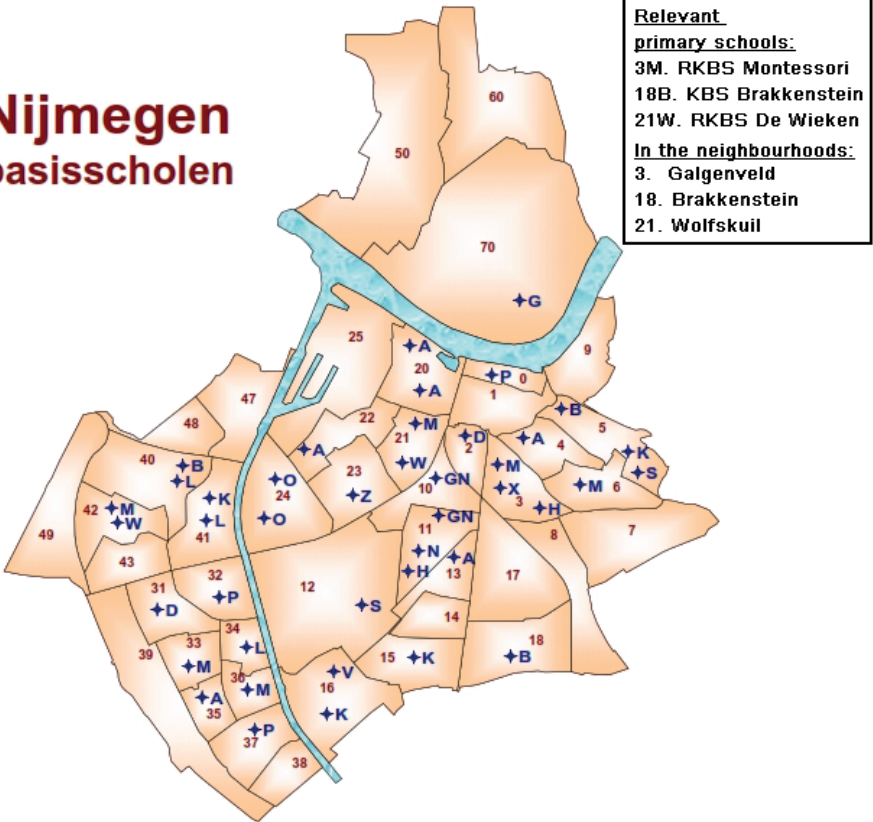 Nijmegen
basisscholen
Relevant
primary schools:
3M. RKBS Montessori
18B. KBS Brakkenstein
21W. RKBS De Wieken
In the neighbourhoods:
3. Galgenveld
18. Brakkenstein
21. Wolfskuil
60
50
70
G
25
9
A
20
P 0
A
1
47
B
22
48
M
5
21
D
A
4
2
A
K
40
B
W
M
S
23
L
O
GN
M
6
24
Z
10
X
K
3
42 M
H
W
O
GN
L
11
7
49
41
8
N
A
43
H
13
32
17
31
12
P
S
D
14
34
18
33
39
L
15
K
B
M
V
36
M
16
A
35
K
P
37
38